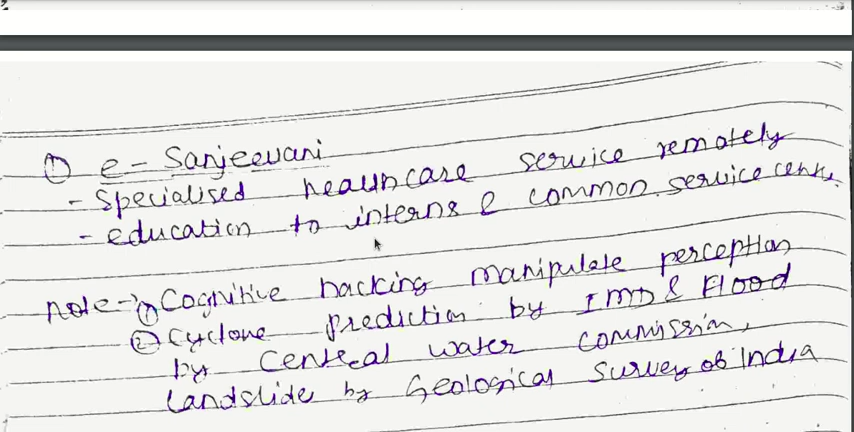 ① e - Sanjeevani
- Specialised healthcare service remotely
- education to interns & common service centre.
note -> ① Cognitive hacking manipulate perception
② Cyclone prediction by IMD & Flood
by Central water commission,
Landslide by Geological Survey of India